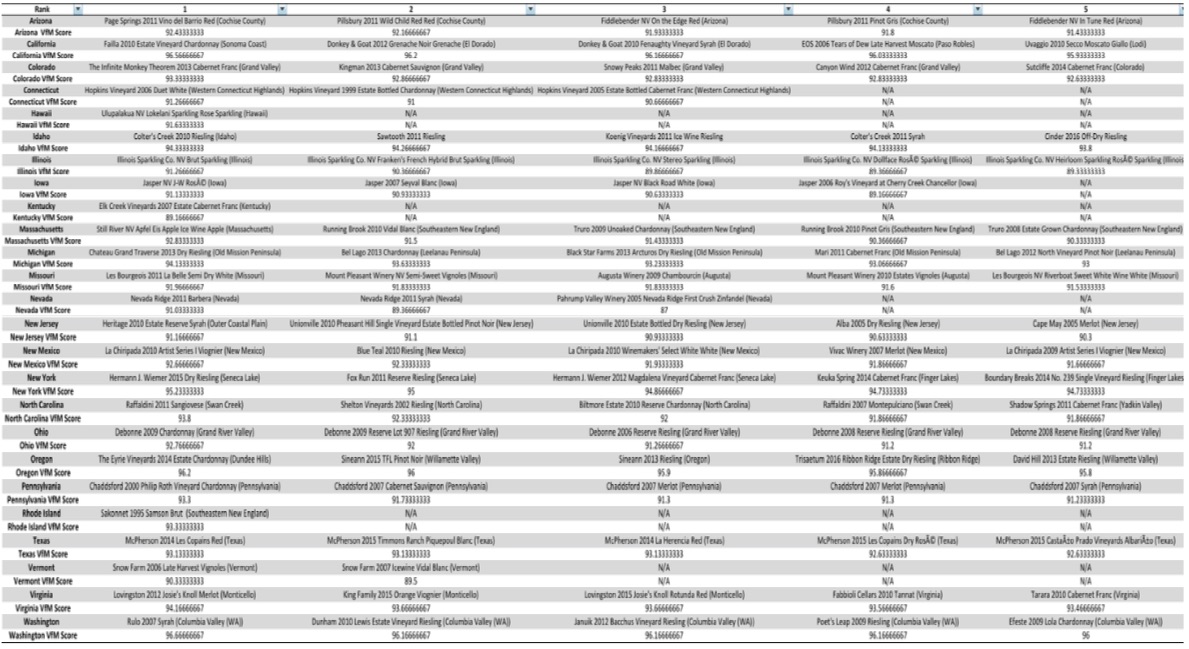 Rank 1 2 3 4 5
Arizona Page Springs 2011 Vino del Barrio Red (Cochise County) Pillsbury 2011 Wild Child Red Red (Cochise County) Fiddlebender NV On the Edge Red (Arizona) Pillsbury 2011 Pinot Gris (Cochise County) Fiddlebender NV In Tune Red (Arizona)
Arizona VfM Score 92.43333333 92 91.93333333 91.8 91.43333333
California Failla 2010 Estate Vineyard Chardonnay (Sonoma Coast) Donkey & Goat 2012 Grenache Noir Grenache (El Dorado) Donkey & Goat 2010 Fenaughty Vineyard Syrah (El Dorado) EOS 2006 Tears of Dew Late Harvest Moscato (Paso Robles) Uvaggio 2010 Secco Moscato Giallo (Lodi)
California VfM Score 96.56666667 96.2 96.16666667 96.03333333 95.93333333
Colorado The Infinite Monkey Theorem 2013 Cabernet Franc (Grand Valley) Kingman 2013 Cabernet Sauvignon (Grand Valley) Snowy Peaks 2011 Malbec (Grand Valley) Canyon Wind 2012 Cabernet Franc (Grand Valley) Sutcliffe 2014 Cabernet Franc (Colorado)
Colorado VfM Score 93.33333333 92.86666667 92.83333333 92.83333333 92.63333333
Connecticut Hopkins Vineyard 2006 Duet White (Western Connecticut Highlands) Hopkins Vineyard 1999 Estate Bottled Chardonnay (Western Connecticut Highlands) Hopkins Vineyard 2005 Estate Bottled Cabernet Franc (Western Connecticut Highlands) N/A N/A
Connecticut VfM Score 91.26666667 91 90.66666667 N/A N/A
Hawaii Ulupalakua NV Lokelani Sparkling Rose Sparkling (Hawaii) N/A N/A N/A N/A
Hawaii VfM Score 91.63333333 N/A N/A N/A N/A
Idaho Colter's Creek 2010 Riesling (Idaho) Sawtooth 2011 Riesling Koenig Vineyards 2011 Ice Wine Riesling Colter's Creek 2011 Syrah Cinder 2016 Off-Dry Riesling
Idaho VfM Score 94.33333333 94.26666667 94.16666667 94.13333333 93.8
Illinois Illinois Sparkling Co. NV Brut Sparkling (Illinois) Illinois Sparkling Co. NV Franken's French Hybrid Brut Sparkling (Illinois) Illinois Sparkling Co. NV Stereo Sparkling (Illinois) Illinois Sparkling Co. NV Dollface RosÃ© Sparkling (Illinois) Illinois Sparkling Co. NV Heirloom Sparkling RosÃ© Sparkling (Illinois
Illinois VfM Score 91.26666667 90.36666667 89.86666667 89.36666667 89.33333333
Iowa Jasper NV J-W RosÃ© (Iowa) Jasper 2007 Seyval Blanc (Iowa) Jasper NV Black Road White (Iowa) Jasper 2006 Roy's Vineyard at Cherry Creek Chancellor (Iowa) N/A
Iowa VfM Score 91.13333333 90.93333333 90.63333333 89.16666667 N/A
Kentucky Elk Creek Vineyards 2007 Estate Cabernet Franc (Kentucky) N/A N/A N/A N/A
Kentucky VfM Score 89.16666667 N/A N/A N/A N/A
Massachusetts Still River NV Apfel Eis Apple Ice Wine Apple (Massachusetts) Running Brook 2010 Vidal Blanc (Southeastern New England) Truro 2009 Unoaked Chardonnay (Southeastern New England) Running Brook 2010 Pinot Gris (Southeastern New England) Truro 2008 Estate Grown Chardonnay (Southeastern New England)
Massachusetts VfM Score 92.83333333 91.5 91.43333333 90.36666667 90.33333333
Michigan Chateau Grand Traverse 2013 Dry Riesling (Old Mission Peninsula) Bel Lago 2013 Chardonnay (Leelanau Peninsula) Black Star Farms 2013 Arcturos Dry Riesling (Old Mission Peninsula) Mari 2011 Cabernet Franc (Old Mission Peninsula) Bel Lago 2012 North Vineyard Pinot Noir (Leelanau Peninsula)
Michigan VfM Score 94.13333333 93.63333333 93.23333333 93.06666667 93
Missouri Les Bourgeois 2011 La Belle Semi Dry White (Missouri) Mount Pleasant Winery NV Semi-Sweet Vignoles (Missouri) Augusta Winery 2009 Chambourcin (Augusta) Mount Pleasant Winery 2010 Estates Vignoles (Augusta) Les Bourgeois NV Riverboat Sweet White Wine White (Missouri)
Missouri VfM Score 91.96666667 91.83333333 91.83333333 91.6 91.53333333
Nevada Nevada Ridge 2011 Barbera (Nevada) Nevada Ridge 2011 Syrah (Nevada) Pahrump Valley Winery 2005 Nevada Ridge First Crush Zinfandel (Nevada) N/A N/A
Nevada VfM Score 91.03333333 89.36666667 87 N/A N/A
New Jersey Heritage 2010 Estate Reserve Syrah (Outer Coastal Plain) Unionville 2010 Pheasant Hill Single Vineyard Estate Bottled Pinot Noir (New Jersey) Unionville 2010 Estate Bottled Dry Riesling (New Jersey) Alba 2005 Dry Riesling (New Jersey) Cape May 2005 Merlot (New Jersey)
New Jersey VfM Score 91.16666667 91.1 90.93333333 90.63333333 90.3
New Mexico La Chiripada 2010 Artist Series I Viognier (New Mexico) Blue Teal 2010 Riesling (New Mexico) La Chiripada 2010 Winemakers' Select White White (New Mexico) Vivac Winery 2007 Merlot (New Mexico) La Chiripada 2009 Artist Series I Viognier (New Mexico)
New Mexico VfM Score 92.66666667 92.86666667 91.93333333 91.86666667 91.66666667
New York Hermann J. Wiemer 2015 Dry Riesling (Seneca Lake) Fox Run 2011 Reserve Riesling (Seneca Lake) Hermann J. Wiemer 2012 Magdalena Vineyard Cabernet Franc (Seneca Lake) Keuka Spring 2014 Cabernet Franc (Finger Lakes) Boundary Breaks 2014 No. 239 Single Vineyard Riesling (Finger Lakes
New York VfM Score 95.23333333 95 94.86666667 94.73333333 94.73333333
North Carolina Raffaldini 2011 Sangiovese (Swan Creek) Shelton Vineyards 2002 Riesling (North Carolina) Biltmore Estate 2010 Reserve Chardonnay (North Carolina) Raffaldini 2007 Montepulciano (Swan Creek) Shadow Springs 2011 Cabernet Franc (Yadkin Valley)
North Carolina VfM Score 93.8 92.33333333 92 91.86666667 91.86666667
Ohio Debonne 2009 Chardonnay (Grand River Valley) Debonne 2009 Reserve Lot 907 Riesling (Grand River Valley) Debonne 2006 Reserve Riesling (Grand River Valley) Debonne 2008 Reserve Riesling (Grand River Valley) Debonne 2008 Reserve Riesling (Grand River Valley)
Ohio VfM Score 92.76666667 92 91.26666667 91.2 91.2
Oregon The Eyrie Vineyards 2014 Estate Chardonnay (Dundee Hills) Sineann 2015 TFL Pinot Noir (Willamette Valley) Sineann 2013 Riesling (Oregon) Trisaetum 2016 Ribbon Ridge Estate Dry Riesling (Ribbon Ridge) David Hill 2013 Estate Riesling (Willamette Valley)
Oregon VfM Score 96.2 96 95.9 95.86666667 95.8
Pennsylvania Chaddsford 2000 Philip Roth Vineyard Chardonnay (Pennsylvania) Chaddsford 2007 Cabernet Sauvignon (Pennsylvania) Chaddsford 2007 Merlot (Pennsylvania) Chaddsford 2007 Merlot (Pennsylvania) Chaddsford 2007 Syrah (Pennsylvania)
Pennsylvania VfM Score 93.3 91.73333333 91.3 91.3 91.23333333
Rhode Island Sakonnet 1995 Samson Brut (Southeastern New England) N/A N/A N/A N/A
Rhode Island VfM Score 93.33333333 N/A N/A N/A N/A
Texas McPherson 2014 Les Copains Red (Texas) McPherson 2015 Timmons Ranch Piquepoul Blanc (Texas) McPherson 2014 La Herencia Red (Texas) McPherson 2015 Les Copains Dry RosÃ© (Texas) McPherson 2015 CastaÃ±o Prado Vineyards AlbariÃ±o (Texas)
Texas VfM Score 93.13333333 93.13333333 93.13333333 92.63333333 92.63333333
Vermont Snow Farm 2006 Late Harvest Vignoles (Vermont) Snow Farm 2007 Icewine Vidal Blanc (Vermont) N/A N/A N/A
Vermont VfM Score 90.33333333 89.5 N/A N/A N/A
Virginia Lovingston 2012 Josie's Knoll Merlot (Monticello) King Family 2015 Orange Viognier (Monticello) Lovingston 2015 Josie's Knoll Rotunda Red (Monticello) Fabbioli Cellars 2010 Tannat (Virginia) Tarara 2010 Cabernet Franc (Virginia)
Virginia VfM Score 94.16666667 93.66666667 93.66666667 93.56666667 93.46666667
Washington Rulo 2007 Syrah (Columbia Valley (WA)) Dunham 2010 Lewis Estate Vineyard Riesling (Columbia Valley (WA)) Januik 2012 Bacchus Vineyard Riesling (Columbia Valley (WA)) Poet's Leap 2009 Riesling (Columbia Valley (WA)) Efeste 2009 Lola Chardonnay (Columbia Valley (WA))
Washington VfM Score 96.66666667 96.16666667 96.16666667 96.16666667 96